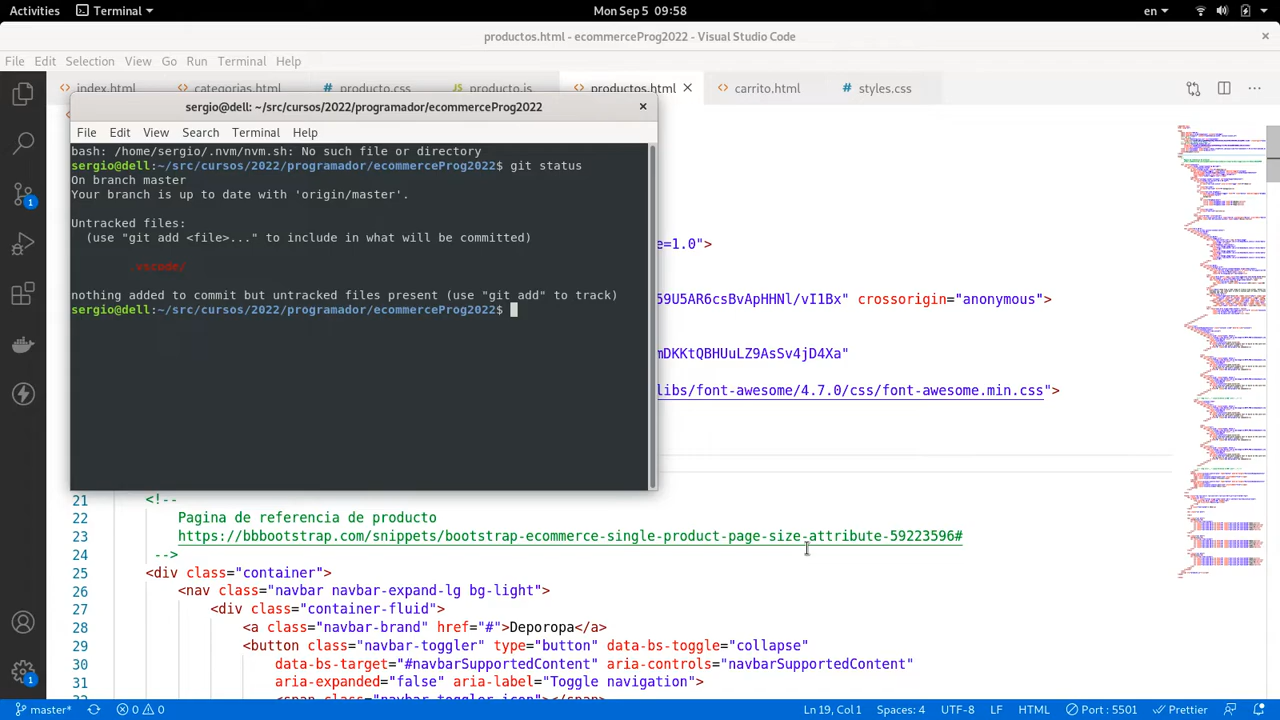 Activities Terminal Mon Sep 5 09:58 en
productos.html - ecommerceProg2022 - Visual Studio Code
File Edit Selection View Go Run Terminal Help
index.html categorias.html producto.css producto.js productos.html carrito.html styles.css
sergio@dell: ~/src/cursos/2022/programador/ecommerceProg2022
File Edit View Search Terminal Help
bash: /home/sergio/.nvm/nvm.sh: No such file or directory
sergio@dell:~/src/cursos/2022/programador/ecommerceProg2022$ git status
On branch master
Your branch is up to date with 'origin/master'.
Untracked files:
(use "git add <file>..." to include in what will be committed)
.vscode/
nothing added to commit but untracked files present (use "git add" to track)
sergio@dell:~/src/cursos/2022/programador/ecommerceProg2022$
e=1.0">
59U5AR6csBvApHHNl/vI1Bx" crossorigin="anonymous">
mDKKtQBHUuLZ9AsSv4jD4Xa"
libs/font-awesome/4.7.0/css/font-awesome.min.css">
21 <!--
22 Pagina de referencia de producto
23 https://bbbootstrap.com/snippets/bootstrap-ecommerce-single-product-page-size-attribute-59223596#
24 -->
25 <div class="container">
26 <nav class="navbar navbar-expand-lg bg-light">
27 <div class="container-fluid">
28 <a class="navbar-brand" href="#">Deporopa</a>
29 <button class="navbar-toggler" type="button" data-bs-toggle="collapse"
30 data-bs-target="#navbarSupportedContent" aria-controls="navbarSupportedContent"
31 aria-expanded="false" aria-label="Toggle navigation">
<span class="navbar-toggler-icon"></span>
1
1
master* 0 0 Ln 19, Col 1 Spaces: 4 UTF-8 LF HTML Port : 5501 Prettier